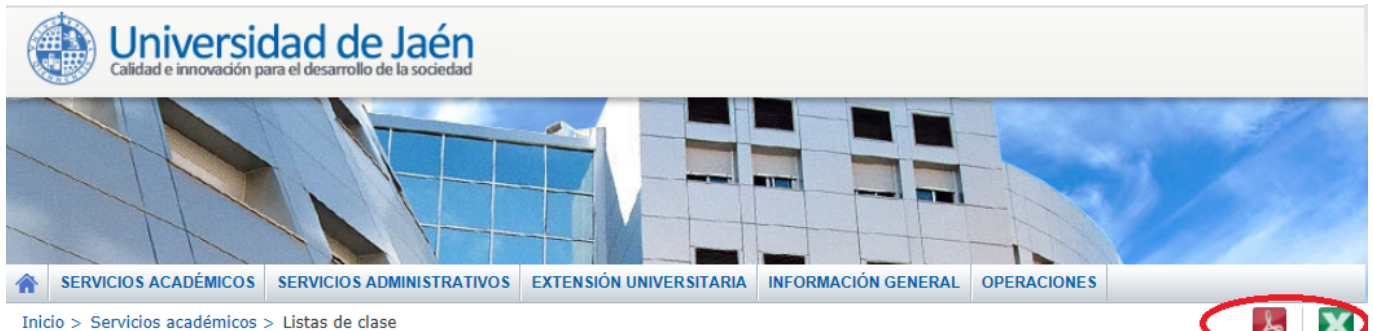 Universidad de Jaén
Calidad e innovación para el desarrollo de la sociedad
SERVICIOS ACADÉMICOS SERVICIOS ADMINISTRATIVOS EXTENSIÓN UNIVERSITARIA INFORMACIÓN GENERAL OPERACIONES
Inicio > Servicios académicos > Listas de clase